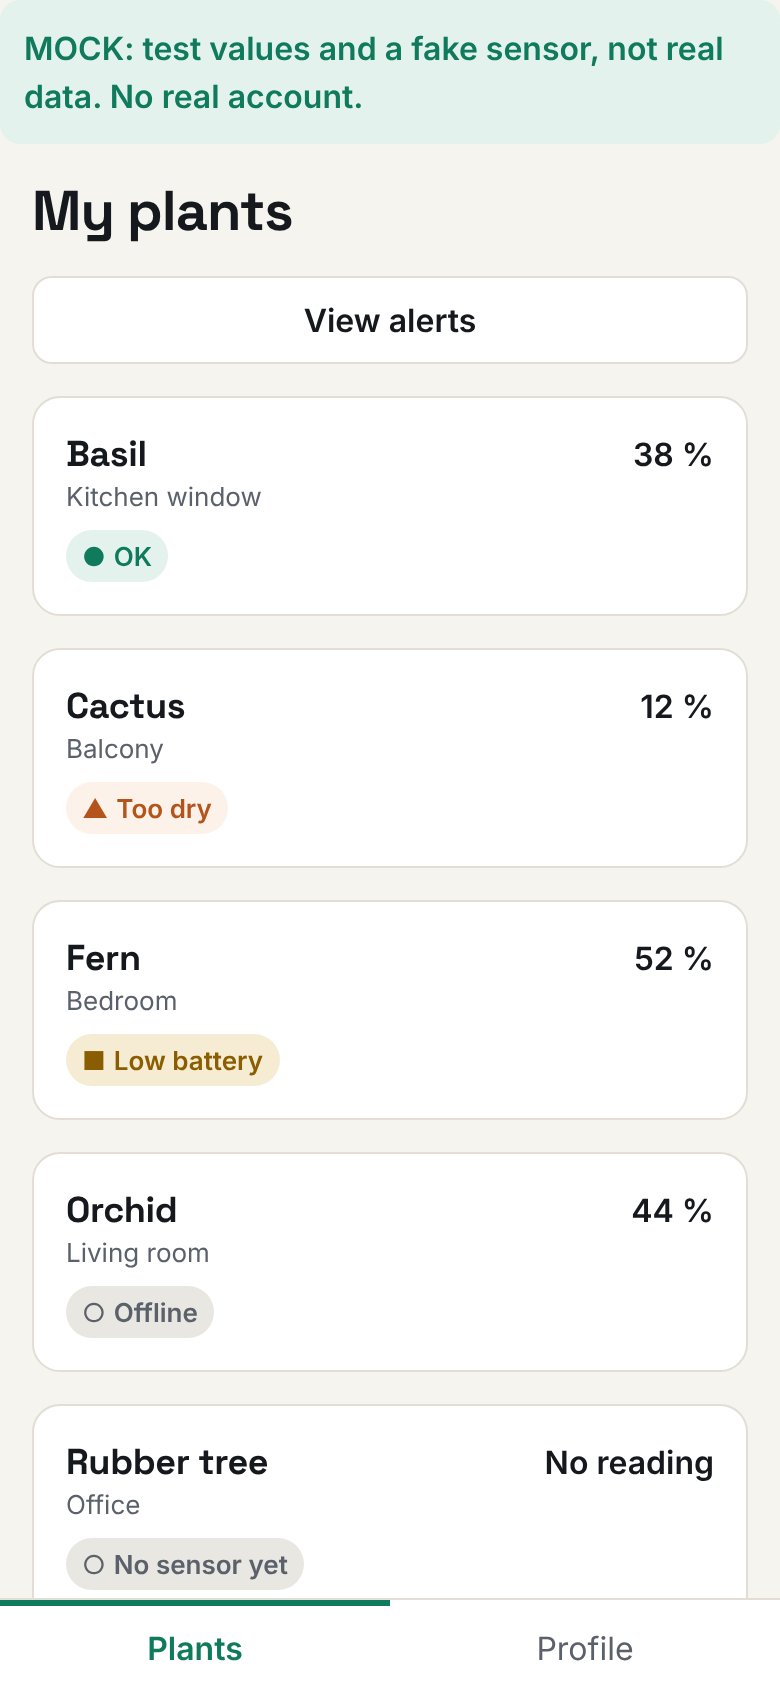 MOCK: test values and a fake sensor, not real
data. No real account.
My plants
View alerts
Basil
38 %
Kitchen window
OK
Cactus
12 %
Balcony
Too dry
Fern
52 %
Bedroom
Low battery
Orchid
44 %
Living room
Offline
Rubber tree
No reading
Office
No sensor yet
Plants
Profile